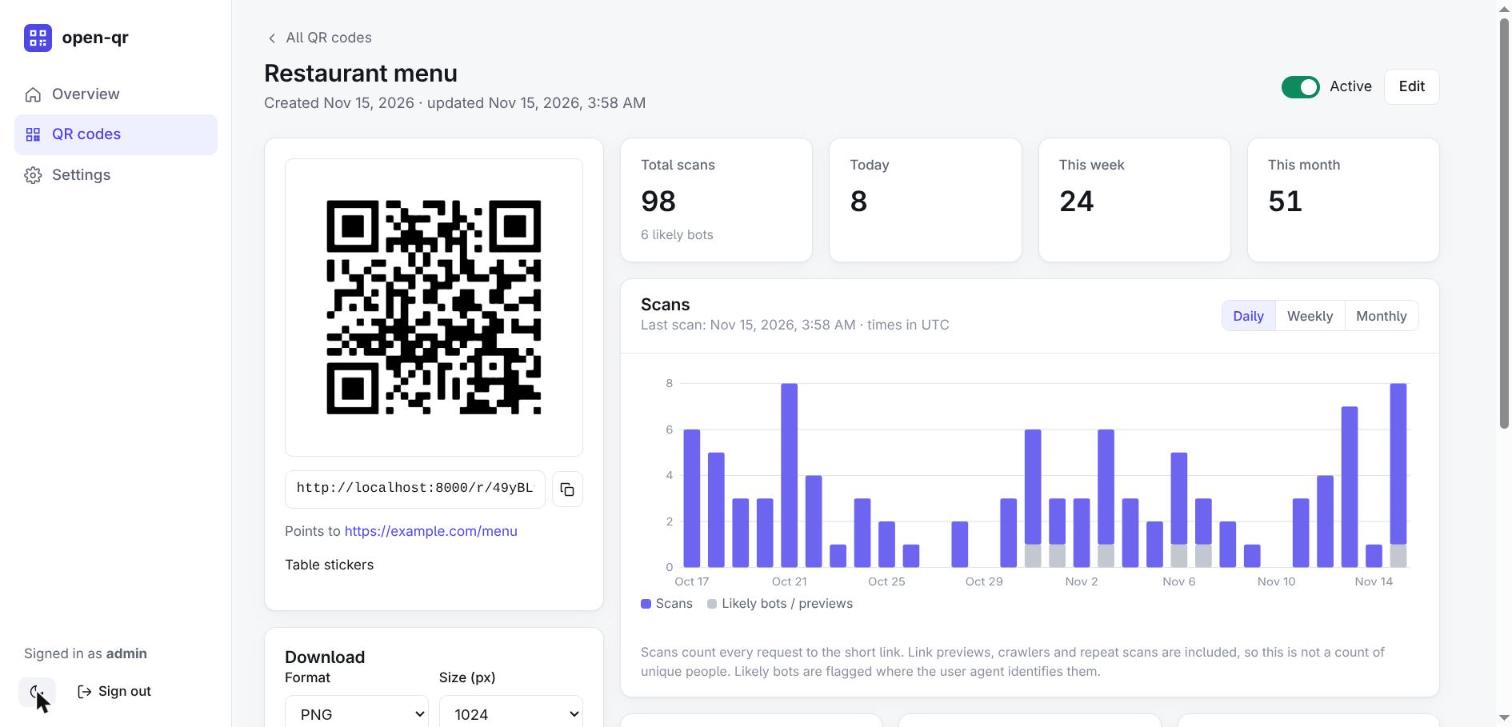 open-qr
Overview
QR codes
Settings
Signed in as admin
Sign out
All QR codes
Restaurant menu
Created Nov 15, 2026 · updated Nov 15, 2026, 3:58 AM
Active
Edit
http://localhost:8000/r/49yBL
Points to https://example.com/menu
Table stickers
Download
Format
Size (px)
PNG
1024
Total scans
98
6 likely bots
Today
8
This week
24
This month
51
Scans
Last scan: Nov 15, 2026, 3:58 AM · times in UTC
Daily
Weekly
Monthly
8
6
4
2
0
Oct 17
Oct 21
Oct 25
Oct 29
Nov 2
Nov 6
Nov 10
Nov 14
Scans
Likely bots / previews
Scans count every request to the short link. Link previews, crawlers and repeat scans are included, so this is not a count of
unique people. Likely bots are flagged where the user agent identifies them.